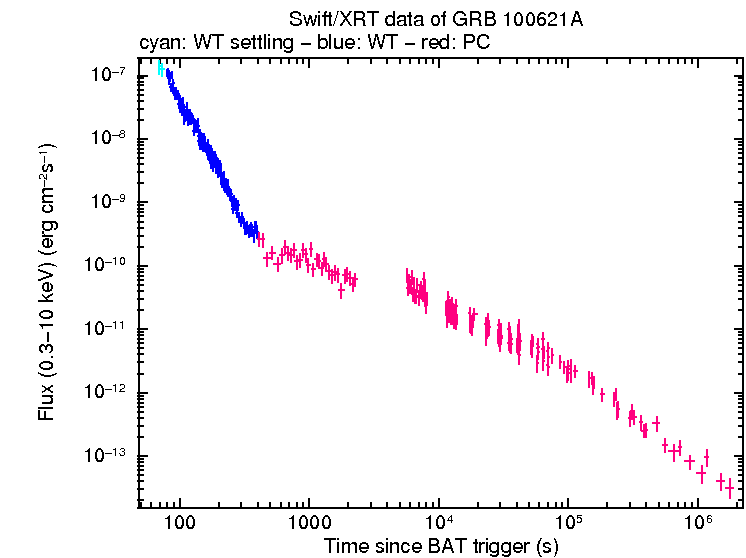 Swift/XRT data of GRB 100621A
cyan: WT settling − blue: WT − red: PC
10⁻⁷
10⁻⁸
10⁻⁹
10⁻¹⁰
10⁻¹¹
10⁻¹²
10⁻¹³
Flux (0.3−10 keV) (erg cm⁻²s⁻¹)
100 1000 10⁴ 10⁵ 10⁶
Time since BAT trigger (s)